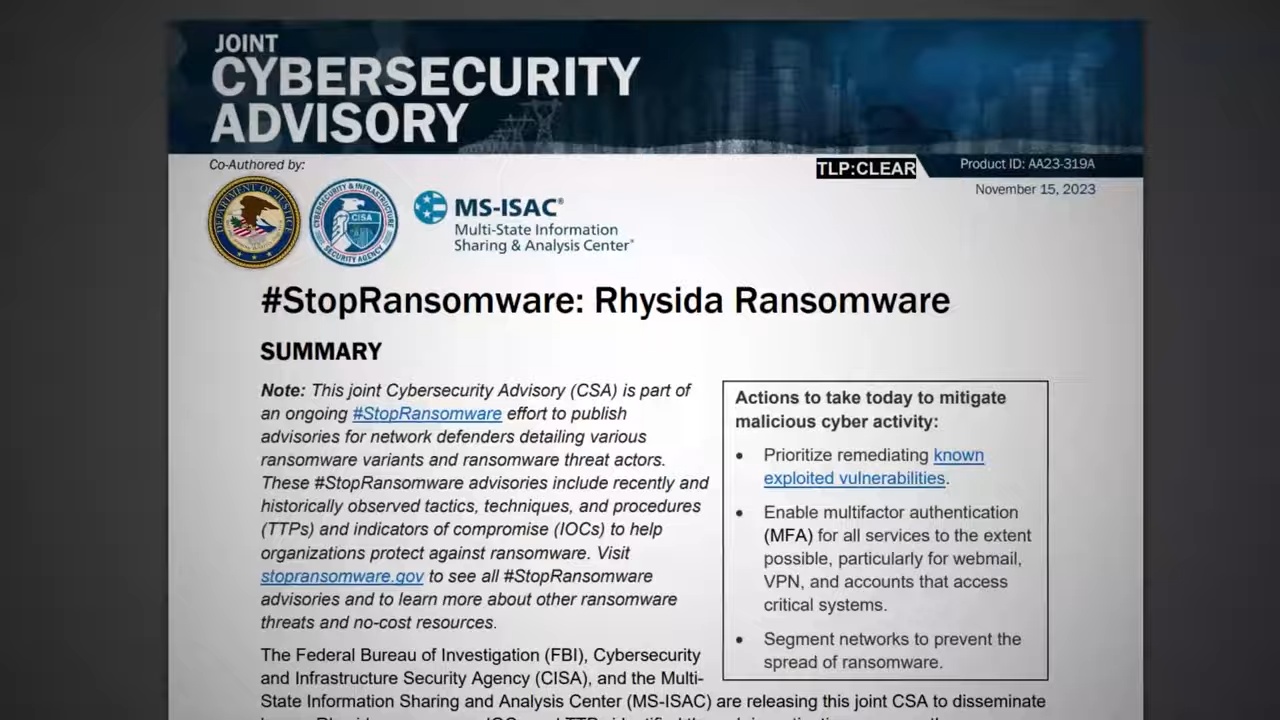 JOINT
CYBERSECURITY
ADVISORY
Co-Authored by:
TLP:CLEAR
Product ID: AA23-319A
November 15, 2023
DEPARTMENT OF JUSTICE
CYBERSECURITY & INFRASTRUCTURE
CISA
SECURITY AGENCY
MS-ISAC®
Multi-State Information
Sharing & Analysis Center®
#StopRansomware: Rhysida Ransomware
SUMMARY
Note: This joint Cybersecurity Advisory (CSA) is part of
an ongoing #StopRansomware effort to publish
advisories for network defenders detailing various
ransomware variants and ransomware threat actors.
These #StopRansomware advisories include recently and
historically observed tactics, techniques, and procedures
(TTPs) and indicators of compromise (IOCs) to help
organizations protect against ransomware. Visit
stopransomware.gov to see all #StopRansomware
advisories and to learn more about other ransomware
threats and no-cost resources.
Actions to take today to mitigate
malicious cyber activity:
• Prioritize remediating known
exploited vulnerabilities.
• Enable multifactor authentication
(MFA) for all services to the extent
possible, particularly for webmail,
VPN, and accounts that access
critical systems.
• Segment networks to prevent the
spread of ransomware.
The Federal Bureau of Investigation (FBI), Cybersecurity
and Infrastructure Security Agency (CISA), and the Multi-
State Information Sharing and Analysis Center (MS-ISAC) are releasing this joint CSA to disseminate